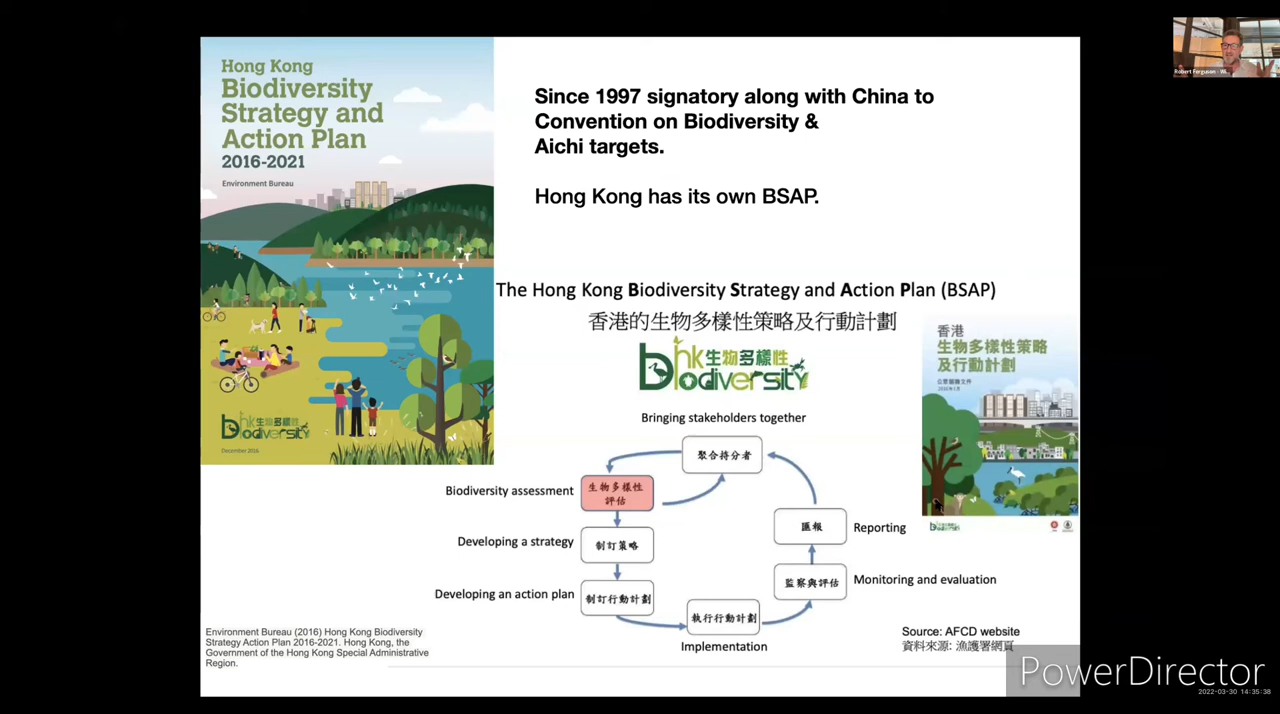 Hong Kong
Biodiversity
Strategy and
Action Plan
2016-2021
Environment Bureau
hk生物多樣性
biodiversity
December 2016
Since 1997 signatory along with China to
Convention on Biodiversity &
Aichi targets.
Hong Kong has its own BSAP.
The Hong Kong Biodiversity Strategy and Action Plan (BSAP)
香港的生物多樣性策略及行動計劃
hk生物多樣性
biodiversity
香港
生物多樣性策略
及行動計劃
Bringing stakeholders together
聚合持分者
Biodiversity assessment
生物多樣性
評估
Developing a strategy
制訂策略
Developing an action plan
制訂行動計劃
執行行動計劃
Implementation
監察與評估
Monitoring and evaluation
匯報
Reporting
Environment Bureau (2016) Hong Kong Biodiversity
Strategy Action Plan 2016-2021. Hong Kong, the
Government of the Hong Kong Special Administrative
Region.
Source: AFCD website
資料來源: 漁護署網頁
Robert Ferguson - W...
PowerDirector
2022-03-30 14:35:38